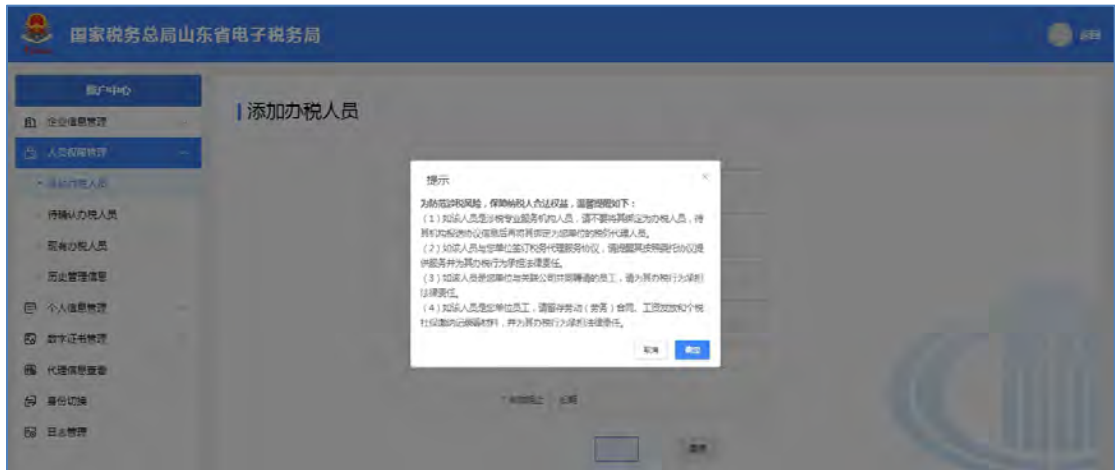 国家税务总局山东省电子税务局
返回
账户中心
企业信息管理
人员权限管理
添加办税人员
待确认办税人员
现有办税人员
历史管理信息
个人信息管理
数字证书管理
代理信息查看
身份切换
日志管理
添加办税人员
提示
为防范涉税风险，保障纳税人合法权益，温馨提醒如下：
（1）如该人员是涉税专业服务机构人员，请不要将其绑定为办税人员，待
其机构报送协议信息后再将其绑定为您单位的税务代理人员。
（2）如该人员与您单位签订税务代理服务协议，请提醒其按照委托协议提
供服务并为其办税行为承担法律责任。
（3）如该人员是您单位与关联公司共同聘请的员工，请为其办税行为承担
法律责任。
（4）如该人员是您单位员工，请留存劳动（劳务）合同、工资发放和个税
社保缴纳记录等材料，并为其办税行为承担法律责任。
取消
确定
长期
重置